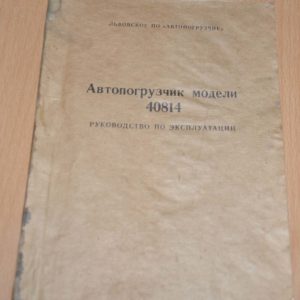 ЛЬВОВСКОЕ ПО «АВТОПОГРУЗЧИК»
Автопогрузчик модели
40814
РУКОВОДСТВО ПО ЭКСПЛУАТАЦИИ